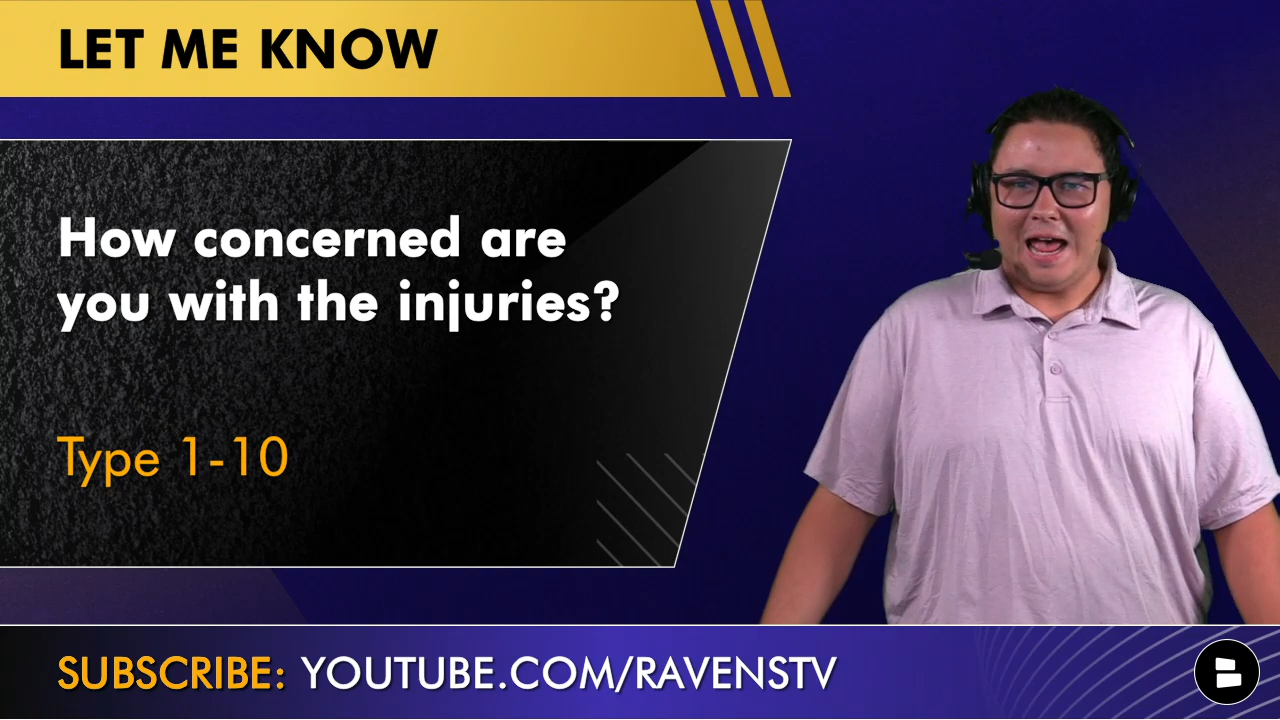 LET ME KNOW
How concerned are
you with the injuries?
Type 1-10
SUBSCRIBE: YOUTUBE.COM/RAVENSTV